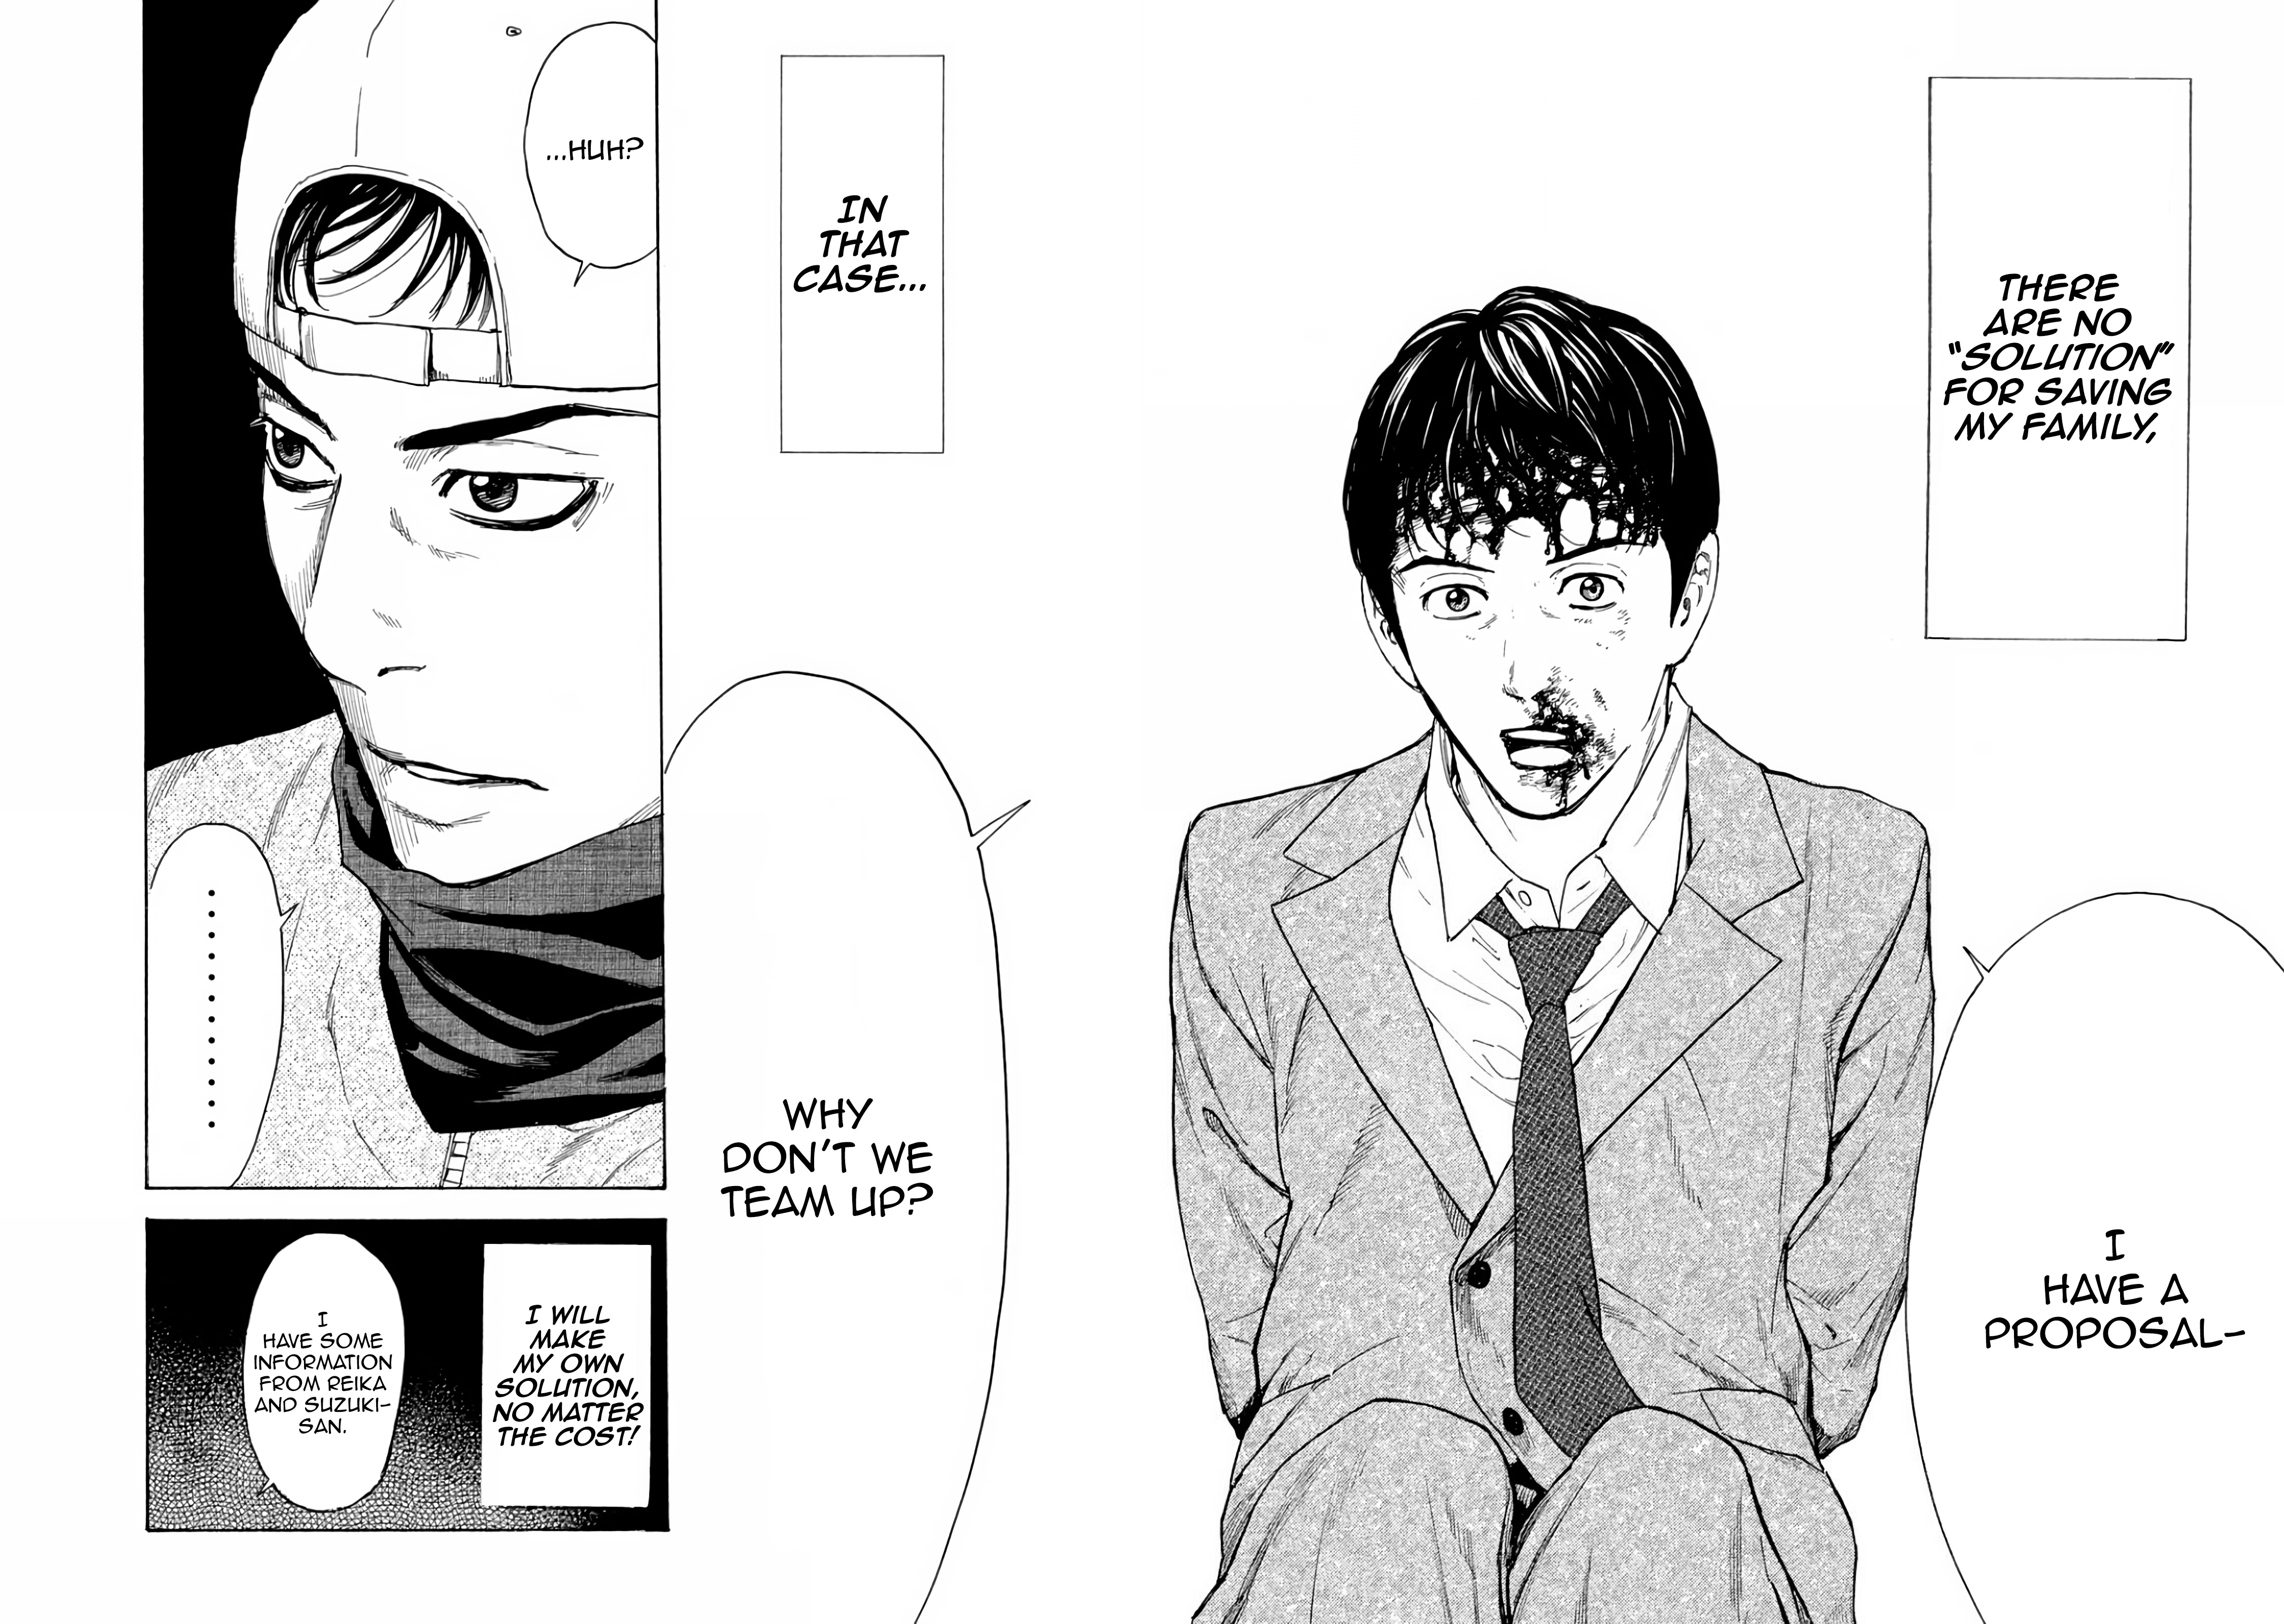 THERE
ARE NO
"SOLUTION"
FOR SAVING
MY FAMILY,
I
HAVE A
PROPOSAL-
IN
THAT
CASE...
WHY
DON'T WE
TEAM UP?
...HUH?
............
I WILL
MAKE
MY OWN
SOLUTION,
NO MATTER
THE COST!
I
HAVE SOME
INFORMATION
FROM REIKA
AND SUZUKI-
SAN.